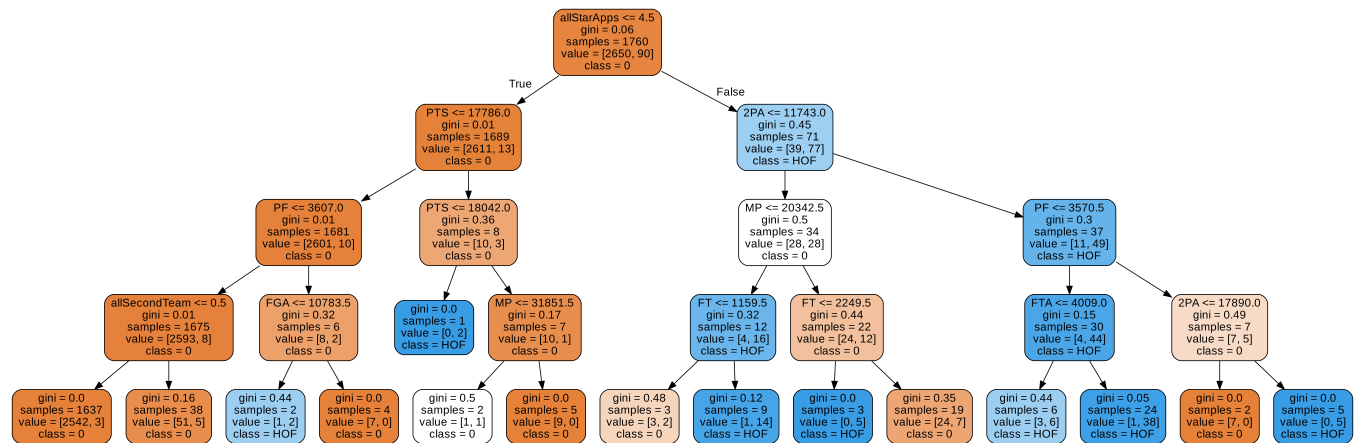 allStarApps <= 4.5
gini = 0.06
samples = 1760
value = [2650, 90]
class = 0
True
False
PTS <= 17786.0
gini = 0.01
samples = 1689
value = [2611, 13]
class = 0
2PA <= 11743.0
gini = 0.45
samples = 71
value = [39, 77]
class = HOF
PF <= 3607.0
gini = 0.01
samples = 1681
value = [2601, 10]
class = 0
PTS <= 18042.0
gini = 0.36
samples = 8
value = [10, 3]
class = 0
MP <= 20342.5
gini = 0.5
samples = 34
value = [28, 28]
class = 0
PF <= 3570.5
gini = 0.3
samples = 37
value = [11, 49]
class = HOF
allSecondTeam <= 0.5
gini = 0.01
samples = 1675
value = [2593, 8]
class = 0
FGA <= 10783.5
gini = 0.32
samples = 6
value = [8, 2]
class = 0
gini = 0.0
samples = 1
value = [0, 2]
class = HOF
MP <= 31851.5
gini = 0.17
samples = 7
value = [10, 1]
class = 0
FT <= 1159.5
gini = 0.32
samples = 12
value = [4, 16]
class = HOF
FT <= 2249.5
gini = 0.44
samples = 22
value = [24, 12]
class = 0
FTA <= 4009.0
gini = 0.15
samples = 30
value = [4, 44]
class = HOF
2PA <= 17890.0
gini = 0.49
samples = 7
value = [7, 5]
class = 0
gini = 0.0
samples = 1637
value = [2542, 3]
class = 0
gini = 0.16
samples = 38
value = [51, 5]
class = 0
gini = 0.44
samples = 2
value = [1, 2]
class = HOF
gini = 0.0
samples = 4
value = [7, 0]
class = 0
gini = 0.5
samples = 2
value = [1, 1]
class = 0
gini = 0.0
samples = 5
value = [9, 0]
class = 0
gini = 0.48
samples = 3
value = [3, 2]
class = 0
gini = 0.12
samples = 9
value = [1, 14]
class = HOF
gini = 0.0
samples = 3
value = [0, 5]
class = HOF
gini = 0.35
samples = 19
value = [24, 7]
class = 0
gini = 0.44
samples = 6
value = [3, 6]
class = HOF
gini = 0.05
samples = 24
value = [1, 38]
class = HOF
gini = 0.0
samples = 2
value = [7, 0]
class = 0
gini = 0.0
samples = 5
value = [0, 5]
class = HOF